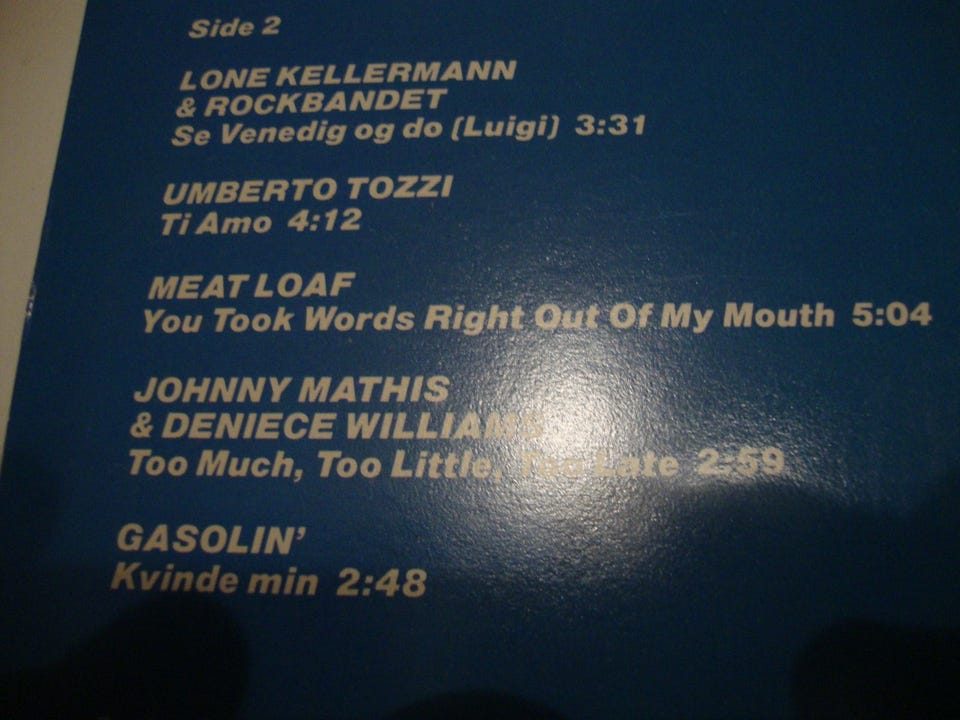 Side 2
LONE KELLERMANN
& ROCKBANDET
Se Venedig og do (Luigi) 3:31
UMBERTO TOZZI
Ti Amo 4:12
MEAT LOAF
You Took Words Right Out Of My Mouth 5:04
JOHNNY MATHIS
& DENIECE WILLIAMS
Too Much, Too Little, Too Late 2:59
GASOLIN'
Kvinde min 2:48